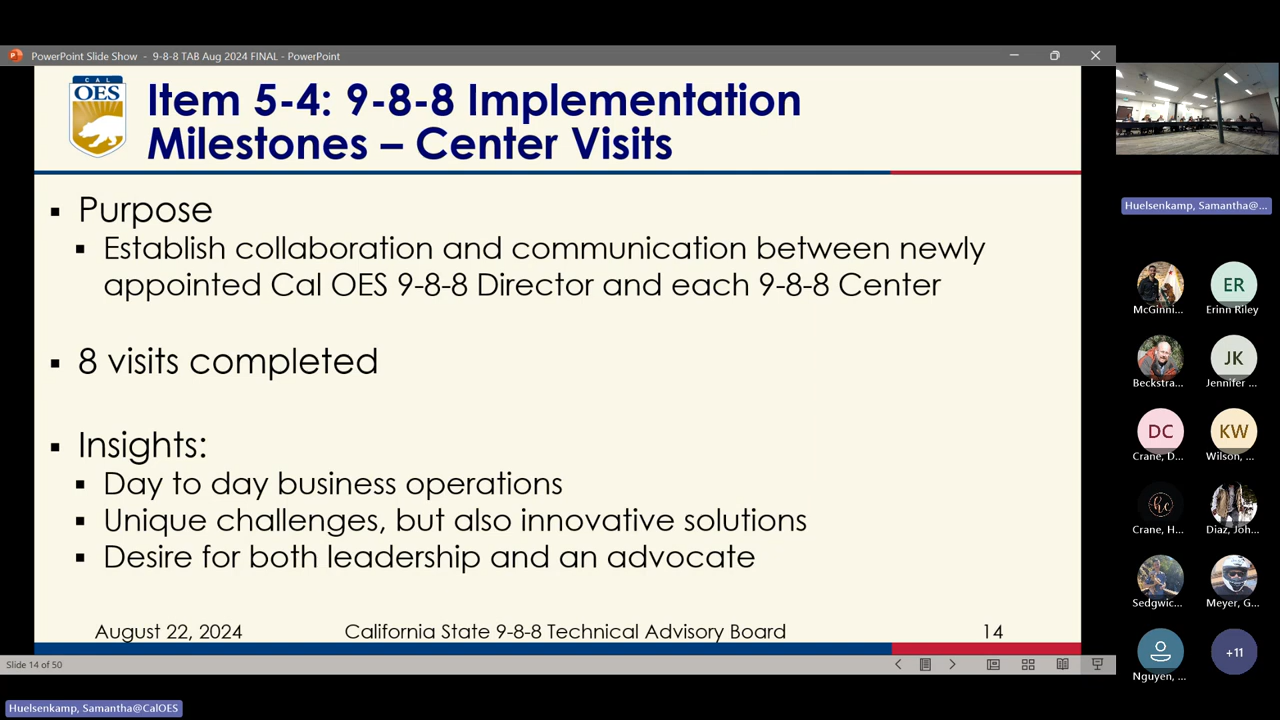 PowerPoint Slide Show - 9-8-8 TAB Aug 2024 FINAL - PowerPoint
CAL
OES
Item 5-4: 9-8-8 Implementation
Milestones – Center Visits
▪ Purpose
▪ Establish collaboration and communication between newly
appointed Cal OES 9-8-8 Director and each 9-8-8 Center
▪ 8 visits completed
▪ Insights:
▪ Day to day business operations
▪ Unique challenges, but also innovative solutions
▪ Desire for both leadership and an advocate
August 22, 2024
California State 9-8-8 Technical Advisory Board
14
Slide 14 of 50
Huelsenkamp, Samantha@CalOES
Huelsenkamp, Samantha@...
McGinni...
ER
Erinn Riley
Beckstra...
JK
Jennifer ...
DC
Crane, D...
KW
Wilson, ...
hc
Crane, H...
Diaz, Joh...
Sedgwic...
Meyer, G...
Nguyen, ...
+11